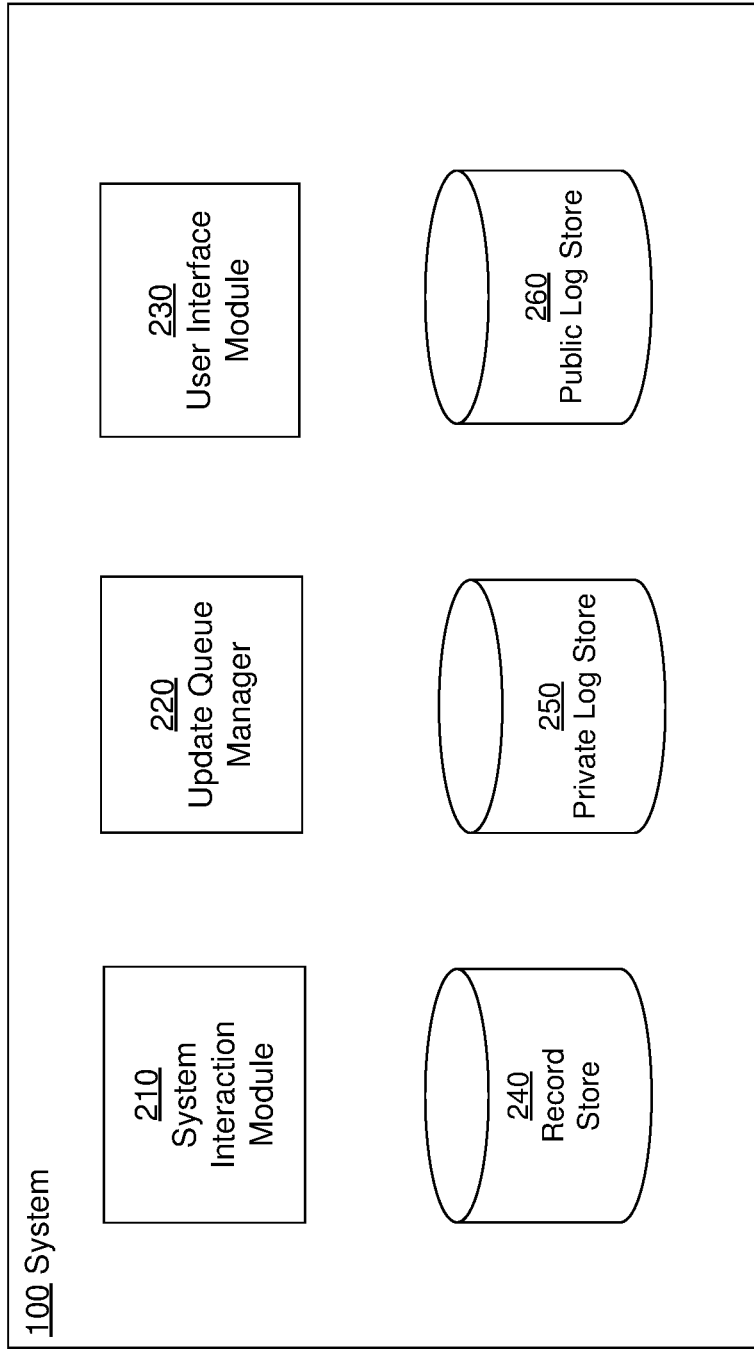 100 System
210
System
Interaction
Module
220
Update Queue
Manager
230
User Interface
Module
240
Record
Store
250
Private Log Store
260
Public Log Store